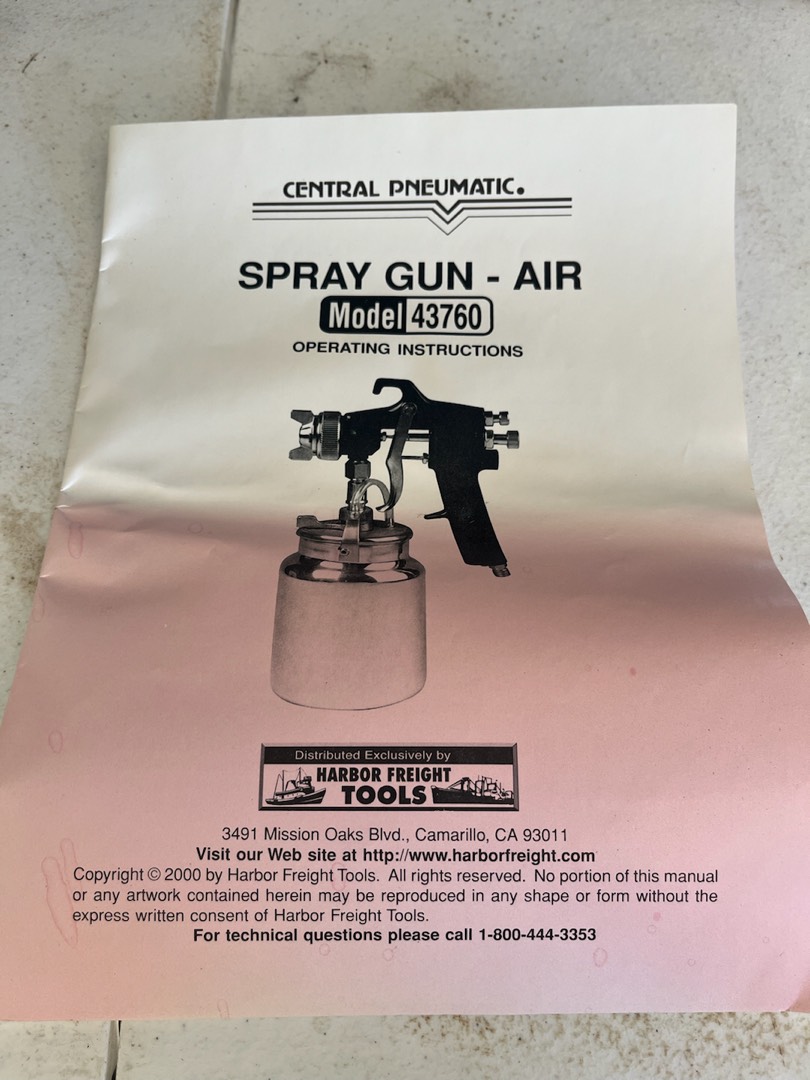 CENTRAL PNEUMATIC.
SPRAY GUN - AIR
Model 43760
OPERATING INSTRUCTIONS
Distributed Exclusively by
HARBOR FREIGHT
TOOLS
3491 Mission Oaks Blvd., Camarillo, CA 93011
Visit our Web site at http://www.harborfreight.com
Copyright © 2000 by Harbor Freight Tools. All rights reserved. No portion of this manual
or any artwork contained herein may be reproduced in any shape or form without the
express written consent of Harbor Freight Tools.
For technical questions please call 1-800-444-3353